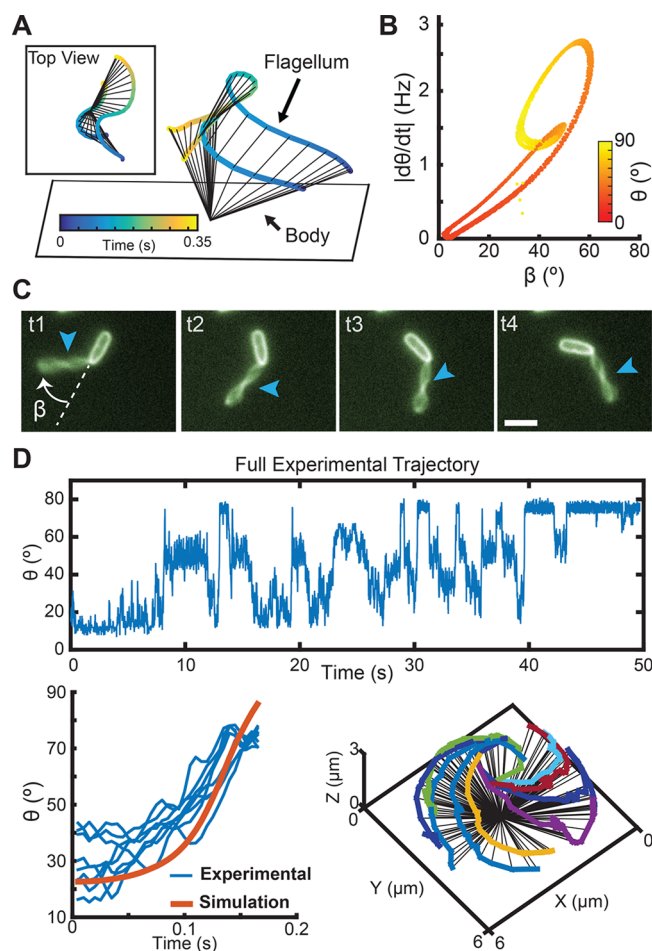 A
Top View
Flagellum
Body
0
0.35
Time (s)
B
|dθ/dt| (Hz)
3
2
1
0
0
20
40
60
80
β (º)
90
0
θ (º)
C
t1
β
t2
t3
t4
D
Full Experimental Trajectory
θ (º)
80
60
40
20
0
0
10
20
30
40
50
Time (s)
θ (º)
90
70
50
30
10
Experimental
Simulation
0
0.1
0.2
Time (s)
Z (μm)
3
0
0
0
Y (μm)
X (μm)
6
6